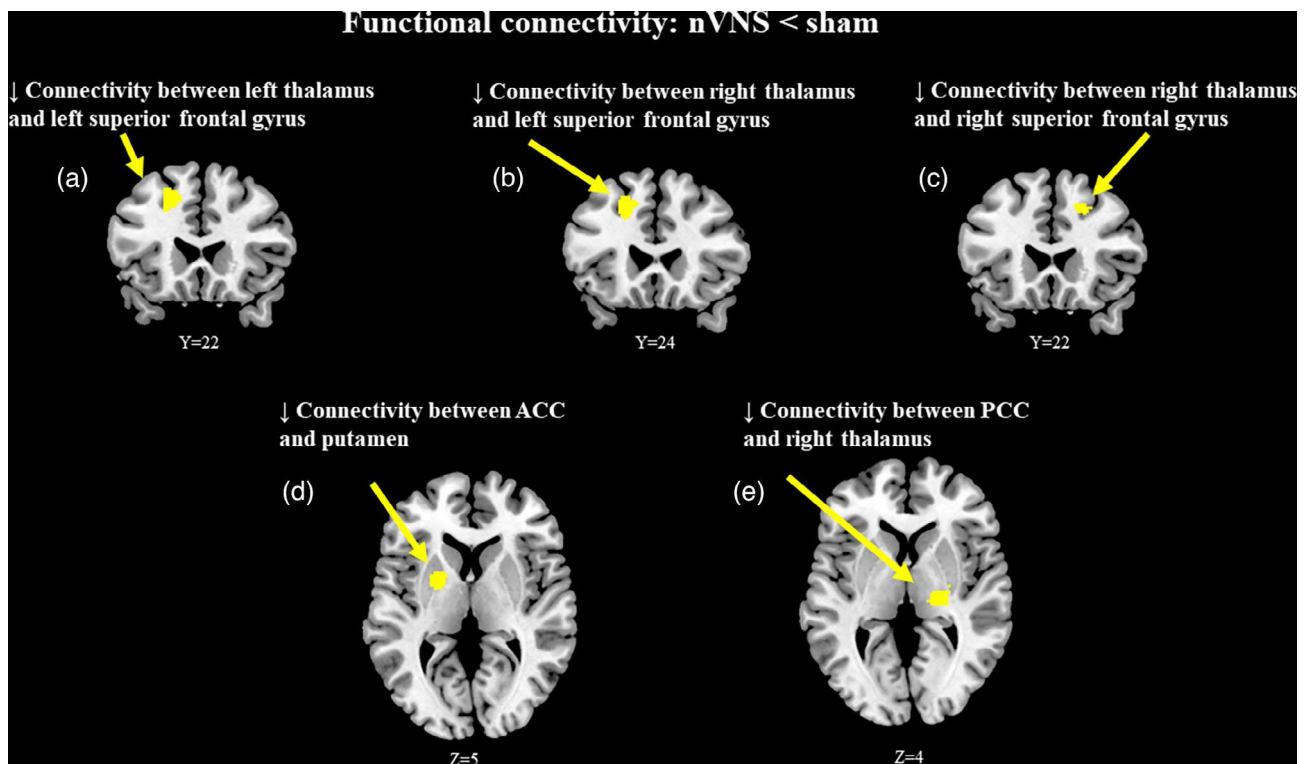 Functional connectivity: nVNS < sham
↓ Connectivity between left thalamus
and left superior frontal gyrus
↓ Connectivity between right thalamus
and left superior frontal gyrus
↓ Connectivity between right thalamus
and right superior frontal gyrus
(a)
(b)
(c)
Y=22
Y=24
Y=22
↓ Connectivity between ACC
and putamen
↓ Connectivity between PCC
and right thalamus
(d)
(e)
Z=5
Z=4